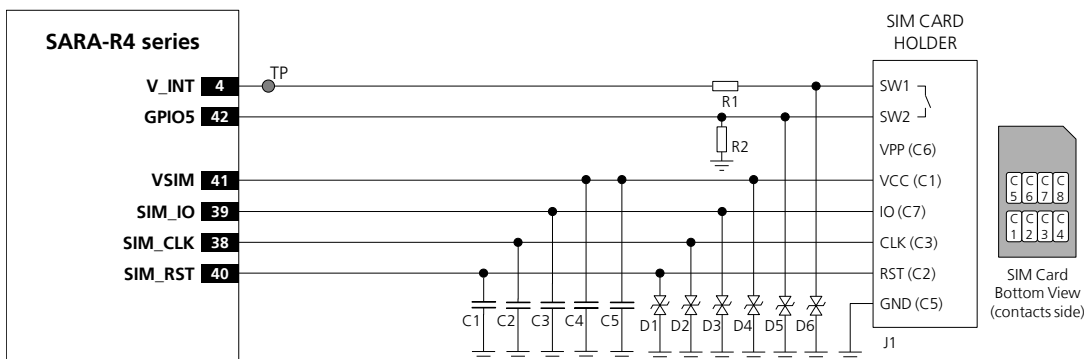 SIM CARD
HOLDER
SARA-R4 series
TP
V_INT 4
R1
SW1
GPIO5 42
SW2
R2
VPP (C6)
VSIM 41
VCC (C1)
SIM_IO 39
IO (C7)
SIM_CLK 38
CLK (C3)
SIM_RST 40
RST (C2)
C1 C2 C3 C4 C5 D1 D2 D3 D4 D5 D6
GND (C5)
J1
C5 C6 C7 C8
C1 C2 C3 C4
SIM Card
Bottom View
(contacts side)